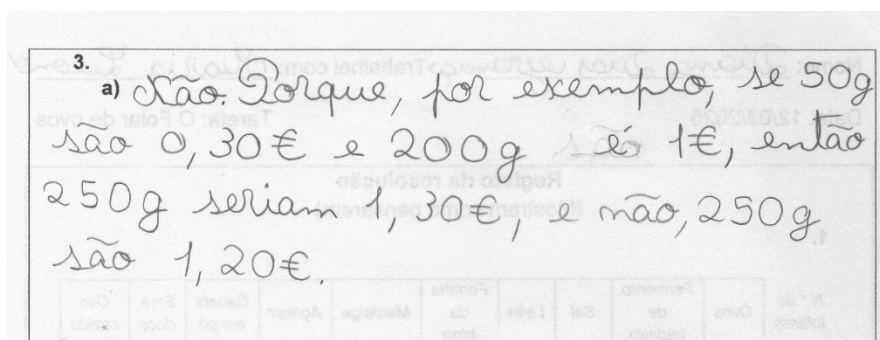 3.
a) Não. Porque, por exemplo, se 50g
são 0,30€ e 200g é 1€, então
250g seriam 1,30€, e não, 250g
são 1,20€.